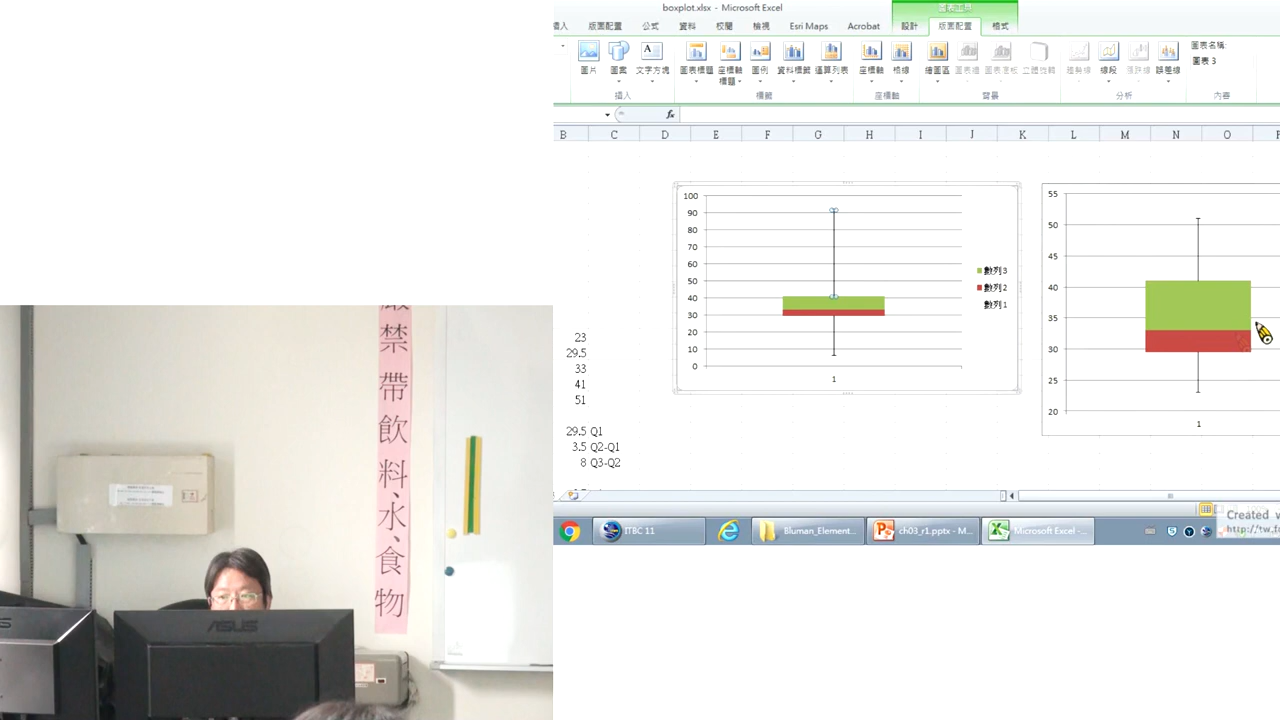 boxplot.xlsx - Microsoft Excel
圖表工具
插入 版面配置 公式 資料 校閱 檢視 Esri Maps Acrobat 設計 版面配置 格式
圖片 圖案 文字方塊 圖表標題 座標軸標題 圖例 資料標籤 運算列表 座標軸 格線 繪圖區 圖表牆 圖表底板 立體旋轉 趨勢線 線段 漲跌線 誤差線
圖表名稱:
圖表 3
插入 標籤 座標軸 背景 分析 內容
fx
B C D E F G H I J K L M N O P
100
90
80
70
60
50
40
30
20
10
0
1
數列3
數列2
數列1
55
50
45
40
35
30
25
20
1
23
29.5
33
41
51
29.5 Q1
3.5 Q2-Q1
8 Q3-Q2
ITBC 11
Bluman_Element...
ch03_r1.pptx - M...
Microsoft Excel -...
Created w
http://tw.fo
嚴禁帶飲料、水、食物
ASUS
ASUS